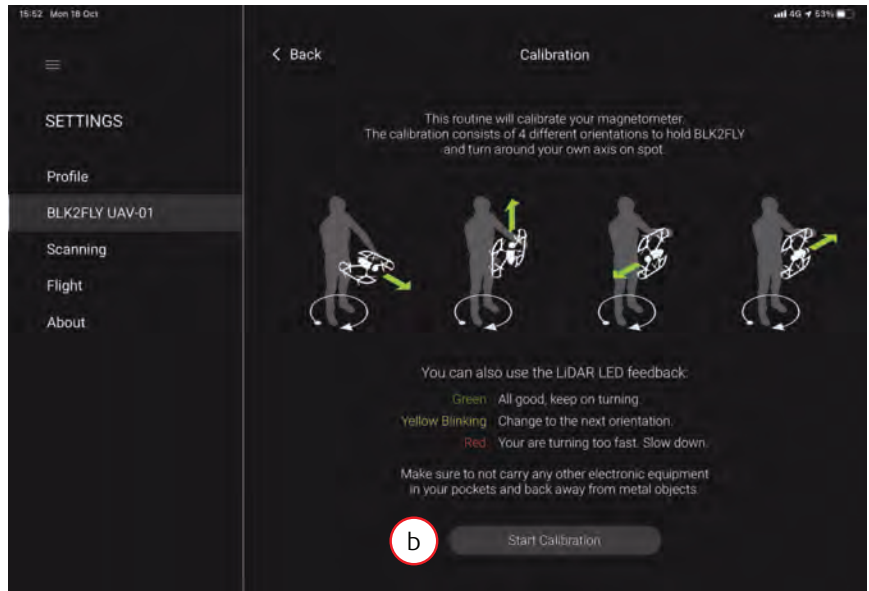 15:52 Mon 18 Oct
4G 53%
SETTINGS
Profile
BLK2FLY UAV-01
Scanning
Flight
About
Back
Calibration
This routine will calibrate your magnetometer.
The calibration consists of 4 different orientations to hold BLK2FLY
and turn around your own axis on spot.
You can also use the LiDAR LED feedback:
Green All good, keep on turning.
Yellow Blinking Change to the next orientation.
Red Your are turning too fast. Slow down.
Make sure to not carry any other electronic equipment
in your pockets and back away from metal objects.
b
Start Calibration